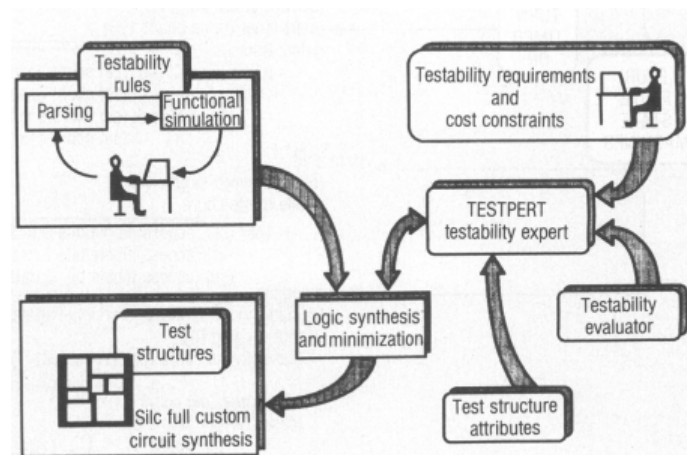 Testability
rules
Parsing
Functional
simulation
Testability requirements
and
cost constraints
TESTPERT
testability expert
Logic synthesis
and minimization
Testability
evaluator
Test
structures
Silc full custom
circuit synthesis
Test structure
attributes